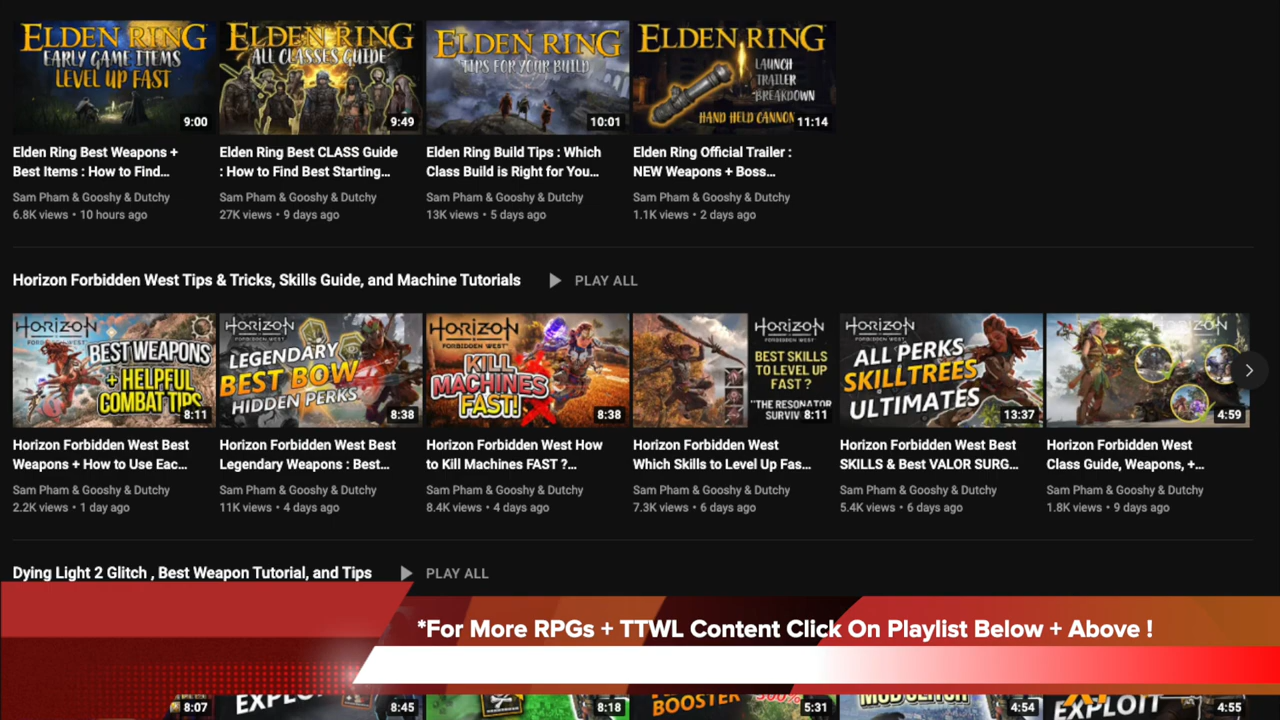 ELDEN RING
EARLY GAME ITEMS
LEVEL UP FAST
9:00
ELDEN RING
ALL CLASSES GUIDE
9:49
ELDEN RING
TIPS FOR YOUR BUILD
10:01
ELDEN RING
LAUNCH
TRAILER
*BREAKDOWN
HAND HELD CANNON
11:14
Elden Ring Best Weapons +
Best Items : How to Find...
Sam Pham & Gooshy & Dutchy
6.8K views • 10 hours ago
Elden Ring Best CLASS Guide
: How to Find Best Starting...
Sam Pham & Gooshy & Dutchy
27K views • 9 days ago
Elden Ring Build Tips : Which
Class Build is Right for You...
Sam Pham & Gooshy & Dutchy
13K views • 5 days ago
Elden Ring Official Trailer :
NEW Weapons + Boss...
Sam Pham & Gooshy & Dutchy
1.1K views • 2 days ago
Horizon Forbidden West Tips & Tricks, Skills Guide, and Machine Tutorials
PLAY ALL
HORIZON
FORBIDDEN WEST
BEST WEAPONS
+ HELPFUL
COMBAT TIPS
8:11
HORIZON
FORBIDDEN WEST
LEGENDARY
BEST BOW
HIDDEN PERKS
8:38
HORIZON
FORBIDDEN WEST
KILL
MACHINES
FAST!
8:38
HORIZON
FORBIDDEN WEST
BEST SKILLS
TO LEVEL UP
FAST ?
"THE RESONATOR
SURVIV
8:11
HORIZON
FORBIDDEN WEST
ALL PERKS
SKILLTREES
ULTIMATES
13:37
ZON
4:59
Horizon Forbidden West Best
Weapons + How to Use Eac...
Sam Pham & Gooshy & Dutchy
2.2K views • 1 day ago
Horizon Forbidden West Best
Legendary Weapons : Best...
Sam Pham & Gooshy & Dutchy
11K views • 4 days ago
Horizon Forbidden West How
to Kill Machines FAST ?...
Sam Pham & Gooshy & Dutchy
8.4K views • 4 days ago
Horizon Forbidden West
Which Skills to Level Up Fas...
Sam Pham & Gooshy & Dutchy
7.3K views • 6 days ago
Horizon Forbidden West Best
SKILLS & Best VALOR SURG...
Sam Pham & Gooshy & Dutchy
5.4K views • 6 days ago
Horizon Forbidden West
Class Guide, Weapons, +...
Sam Pham & Gooshy & Dutchy
1.8K views • 9 days ago
Dying Light 2 Glitch , Best Weapon Tutorial, and Tips
PLAY ALL
*For More RPGs + TTWL Content Click On Playlist Below + Above !
8:07
EXPLOIT
8:45
8:18
BOOSTER
5:31
MOD GLITCH
4:54
EXPLOIT
4:55